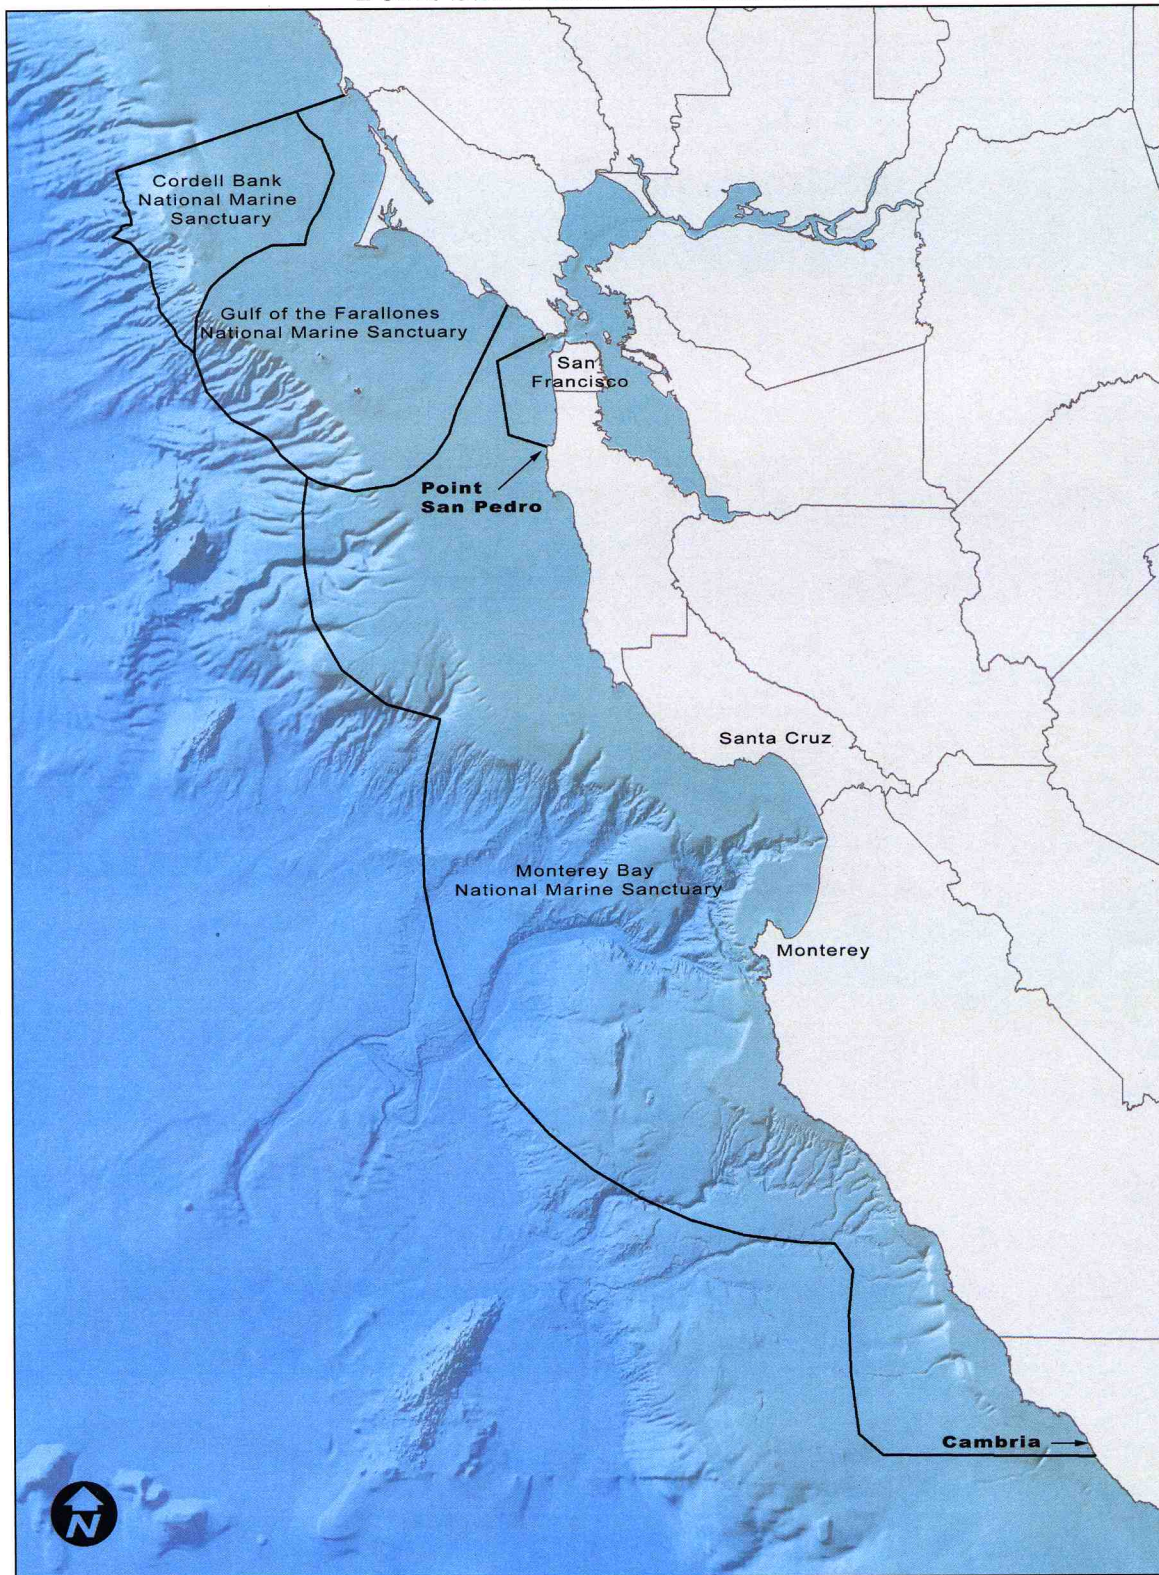 Cordell Bank
National Marine
Sanctuary
Gulf of the Farallones
National Marine Sanctuary
San
Francisco
Point
San Pedro
Santa Cruz
Monterey Bay
National Marine Sanctuary
Monterey
Cambria
N